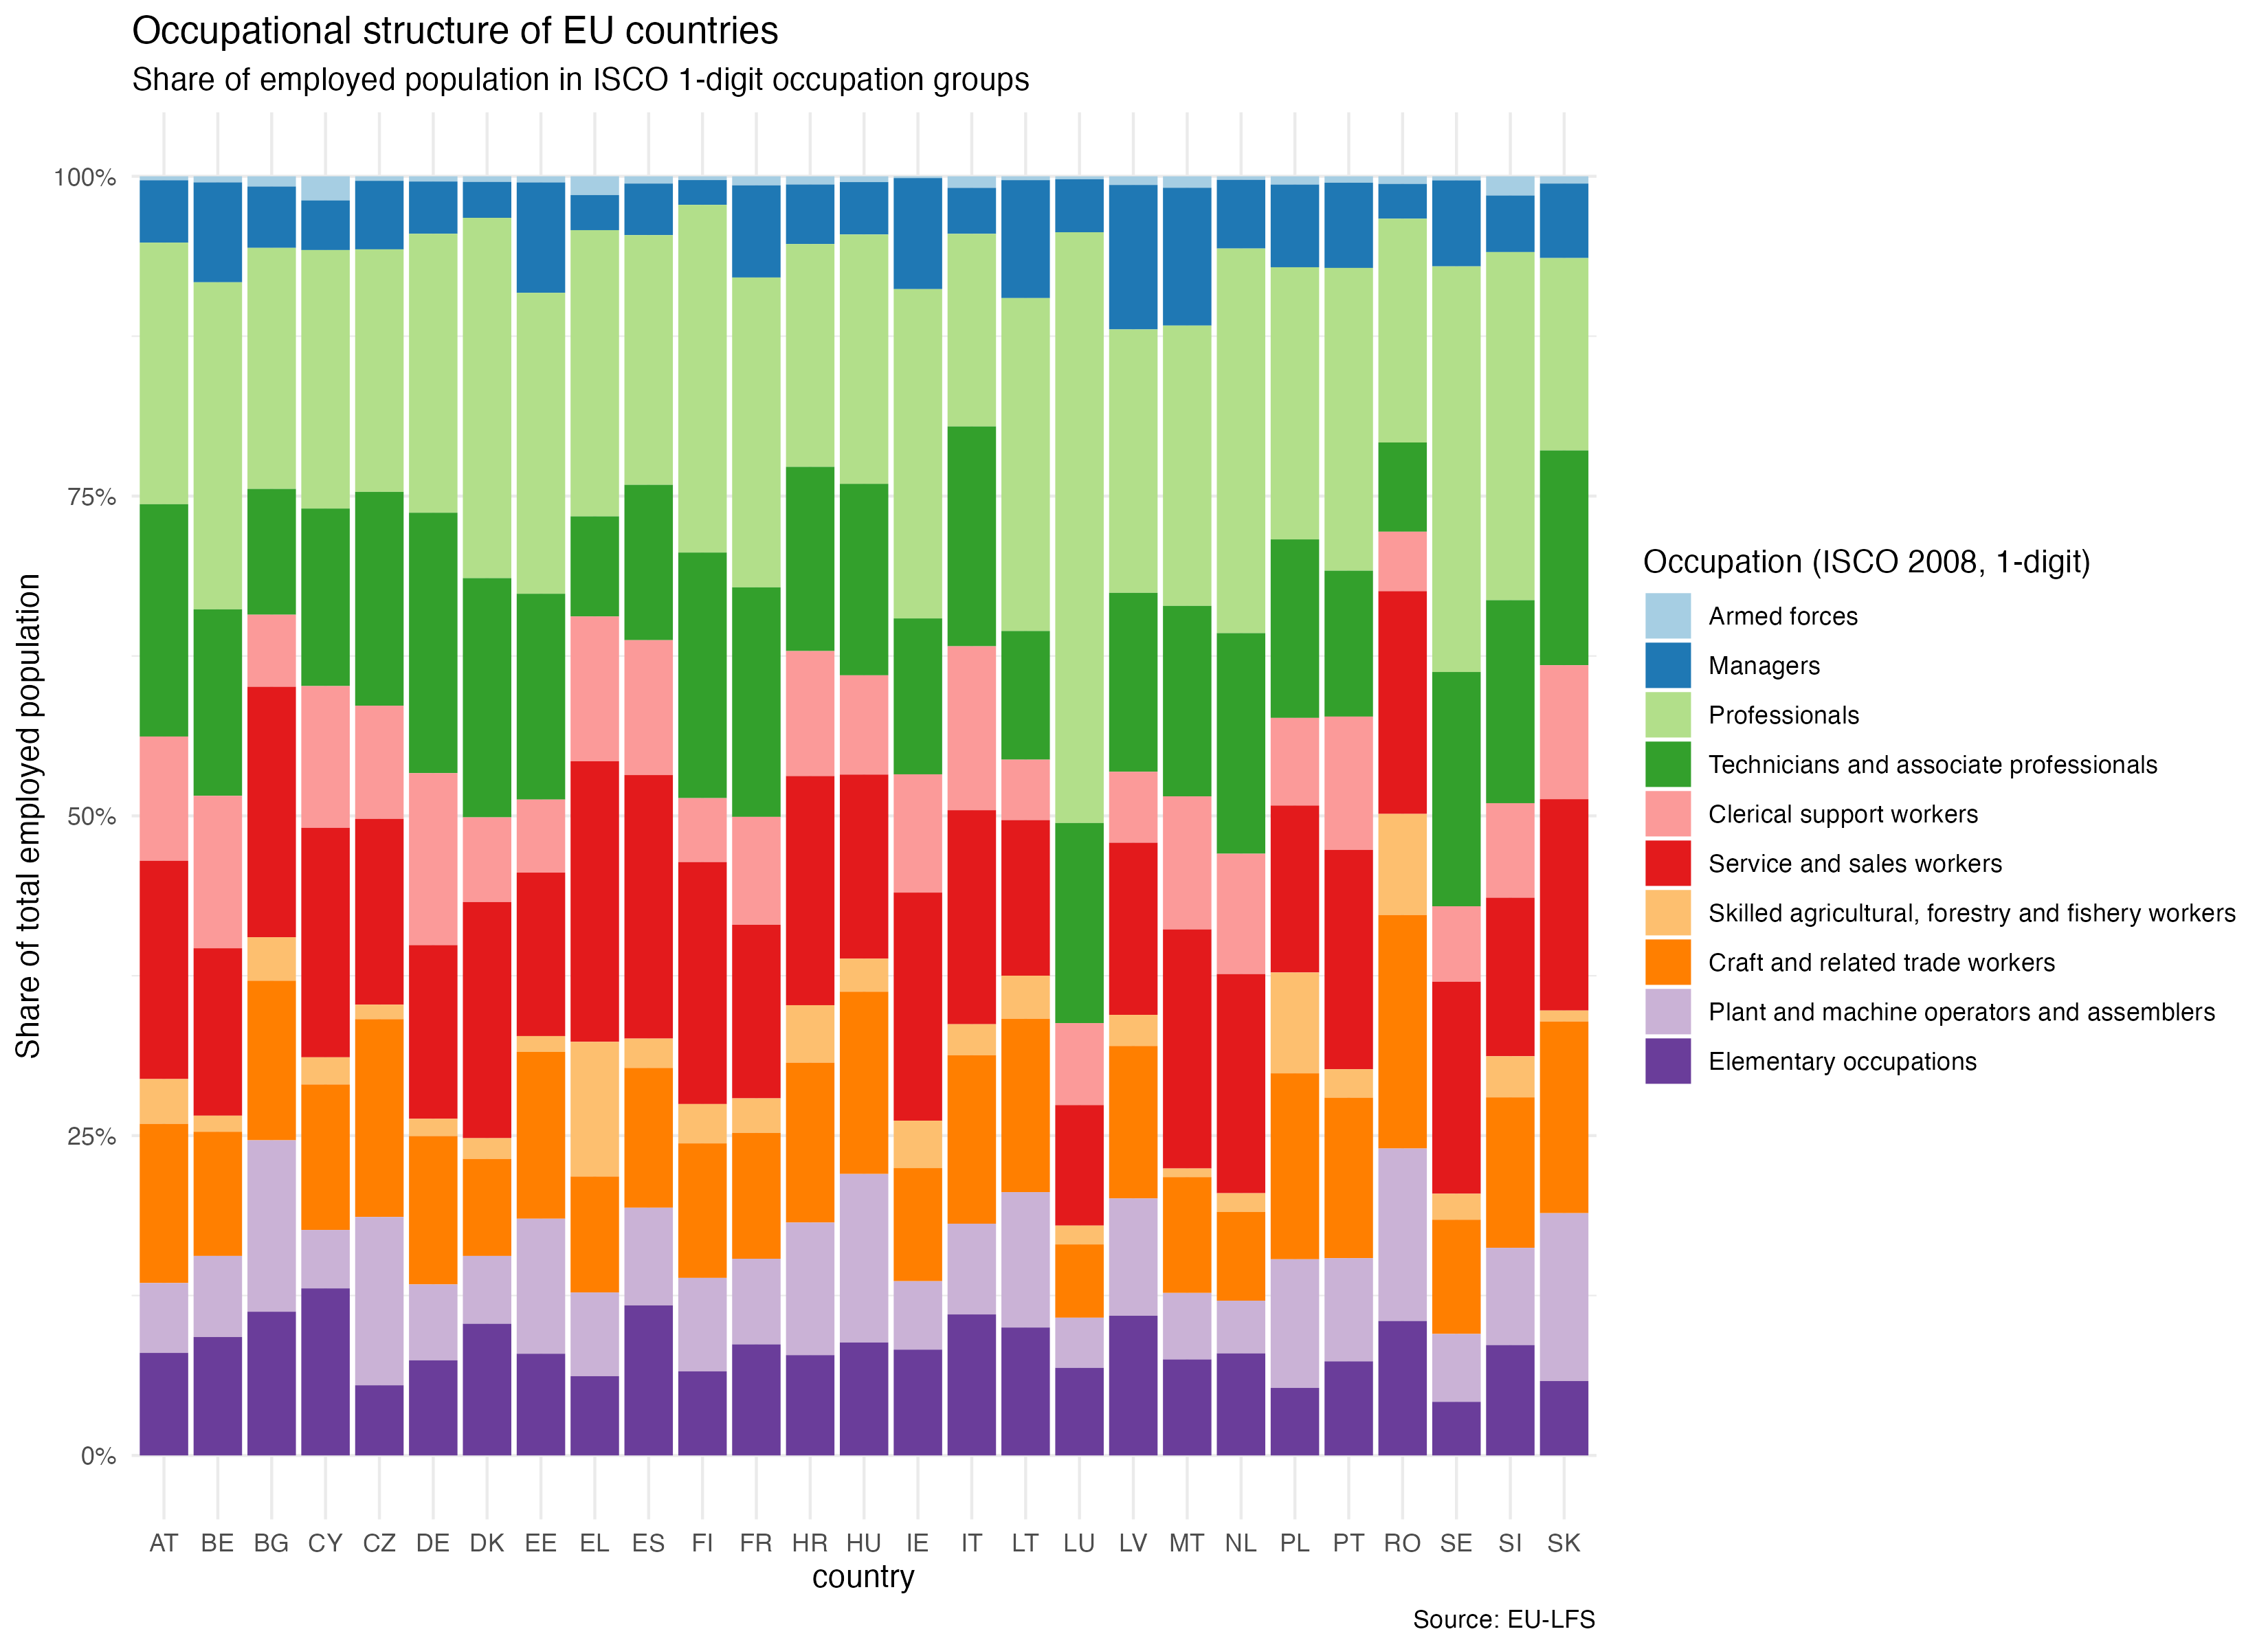 Occupational structure of EU countries
Share of employed population in ISCO 1-digit occupation groups
Share of total employed population
100%
75%
50%
25%
0%
AT BE BG CY CZ DE DK EE EL ES FI FR HR HU IE IT LT LU LV MT NL PL PT RO SE SI SK
country
Occupation (ISCO 2008, 1-digit)
Armed forces
Managers
Professionals
Technicians and associate professionals
Clerical support workers
Service and sales workers
Skilled agricultural, forestry and fishery workers
Craft and related trade workers
Plant and machine operators and assemblers
Elementary occupations
Source: EU-LFS